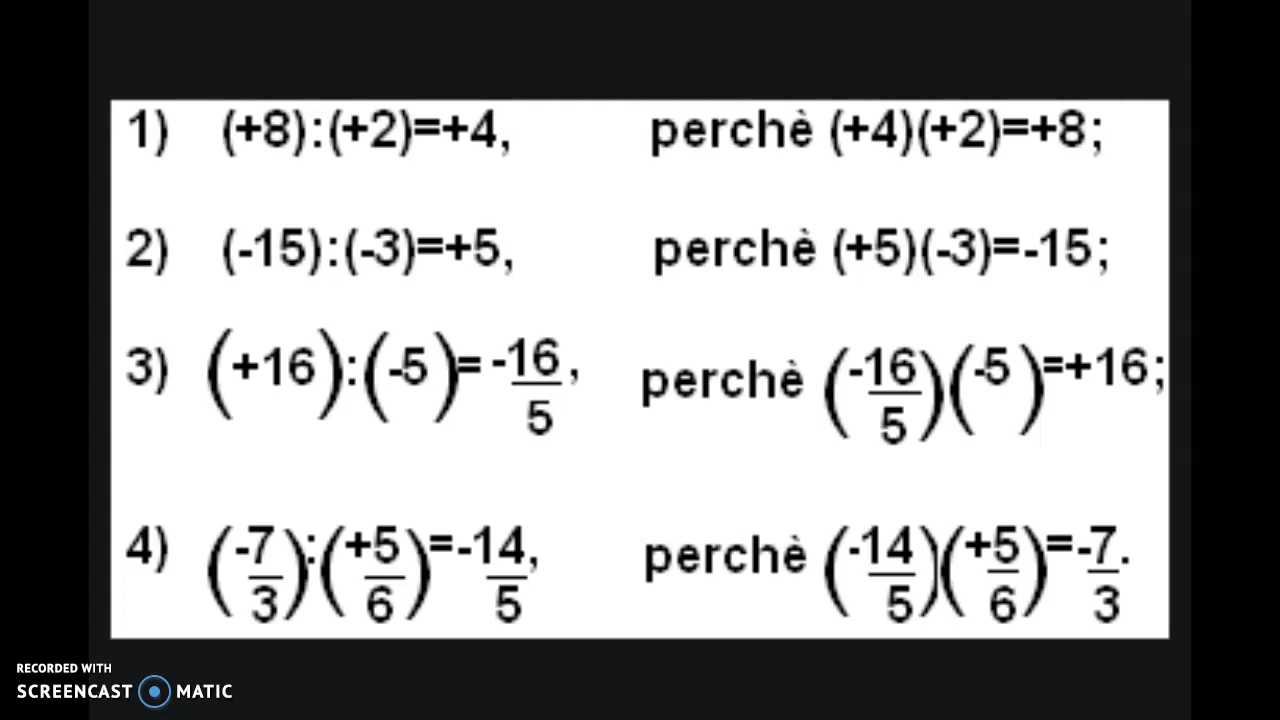 1) (+8):(+2)=+4, perchè (+4)(+2)=+8;
2) (-15):(-3)=+5, perchè (+5)(-3)=-15;
3) (+16):(-5)=-16/5, perchè (-16/5)(-5)=+16;
4) (-7/3):(+5/6)=-14/5, perchè (-14/5)(+5/6)=-7/3.
RECORDED WITH
SCREENCAST MATIC